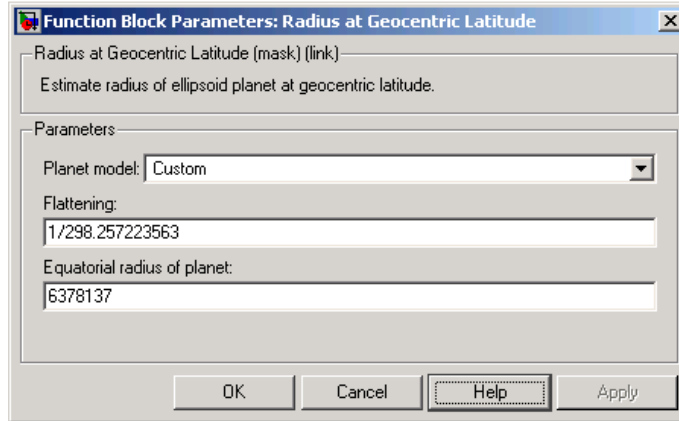 Function Block Parameters: Radius at Geocentric Latitude
Radius at Geocentric Latitude (mask) (link)
Estimate radius of ellipsoid planet at geocentric latitude.
Parameters
Planet model: Custom
Flattening:
1/298.257223563
Equatorial radius of planet:
6378137
OK Cancel Help Apply